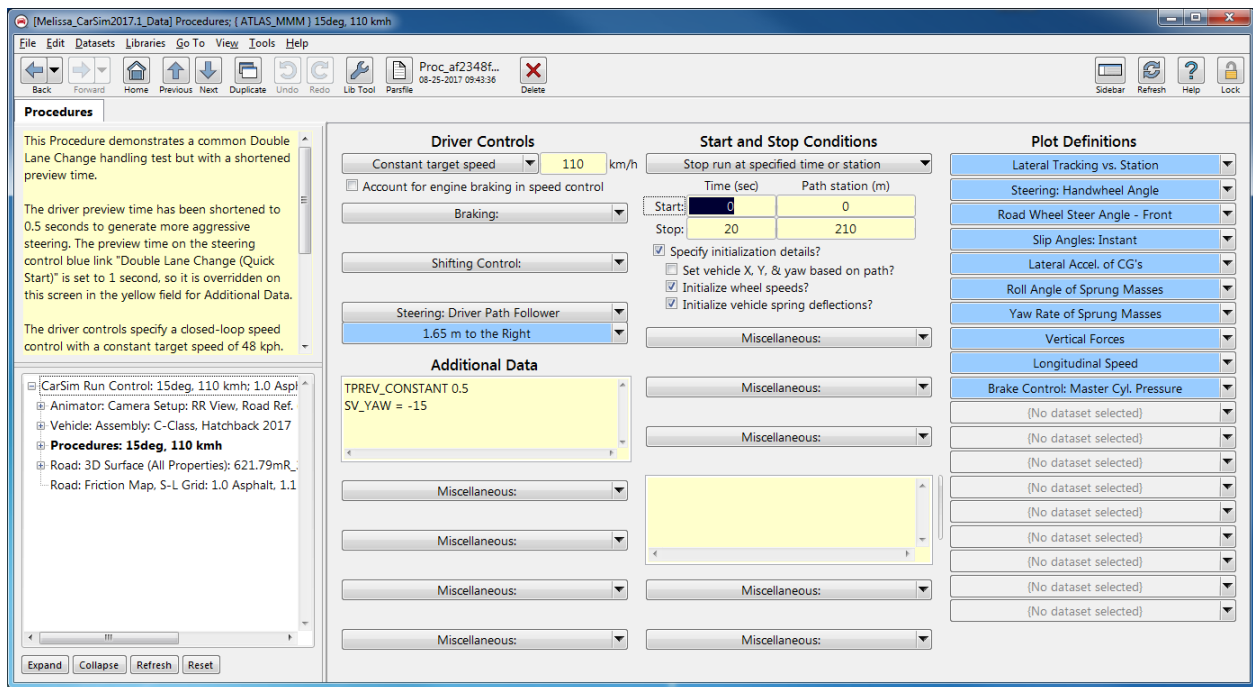 [Melissa_CarSim2017.1_Data] Procedures; { ATLAS_MMM } 15deg, 110 kmh
File Edit Datasets Libraries Go To View Tools Help
Back Forward Home Previous Next Duplicate Undo Redo Lib Tool Parsfile
Proc_af2348f...
08-25-2017 09:43:36
Delete Sidebar Refresh Help Lock
Procedures
This Procedure demonstrates a common Double
Lane Change handling test but with a shortened
preview time.
The driver preview time has been shortened to
0.5 seconds to generate more aggressive
steering. The preview time on the steering
control blue link "Double Lane Change (Quick
Start)" is set to 1 second, so it is overridden on
this screen in the yellow field for Additional Data.
The driver controls specify a closed-loop speed
control with a constant target speed of 48 kph.
CarSim Run Control: 15deg, 110 kmh; 1.0 Asph
Animator: Camera Setup: RR View, Road Ref.
Vehicle: Assembly: C-Class, Hatchback 2017
Procedures: 15deg, 110 kmh
Road: 3D Surface (All Properties): 621.79mR_
Road: Friction Map, S-L Grid: 1.0 Asphalt, 1.1
Expand Collapse Refresh Reset
Driver Controls
Constant target speed 110 km/h
Account for engine braking in speed control
Braking:
Shifting Control:
Steering: Driver Path Follower
1.65 m to the Right
Additional Data
TPREV_CONSTANT 0.5
SV_YAW = -15
Miscellaneous:
Miscellaneous:
Miscellaneous:
Miscellaneous:
Start and Stop Conditions
Stop run at specified time or station
Time (sec) Path station (m)
Start: 0 0
Stop: 20 210
Specify initialization details?
Set vehicle X, Y, & yaw based on path?
Initialize wheel speeds?
Initialize vehicle spring deflections?
Miscellaneous:
Miscellaneous:
Miscellaneous:
Miscellaneous:
Miscellaneous:
Plot Definitions
Lateral Tracking vs. Station
Steering: Handwheel Angle
Road Wheel Steer Angle - Front
Slip Angles: Instant
Lateral Accel. of CG's
Roll Angle of Sprung Masses
Yaw Rate of Sprung Masses
Vertical Forces
Longitudinal Speed
Brake Control: Master Cyl. Pressure
{No dataset selected}
{No dataset selected}
{No dataset selected}
{No dataset selected}
{No dataset selected}
{No dataset selected}
{No dataset selected}
{No dataset selected}
{No dataset selected}